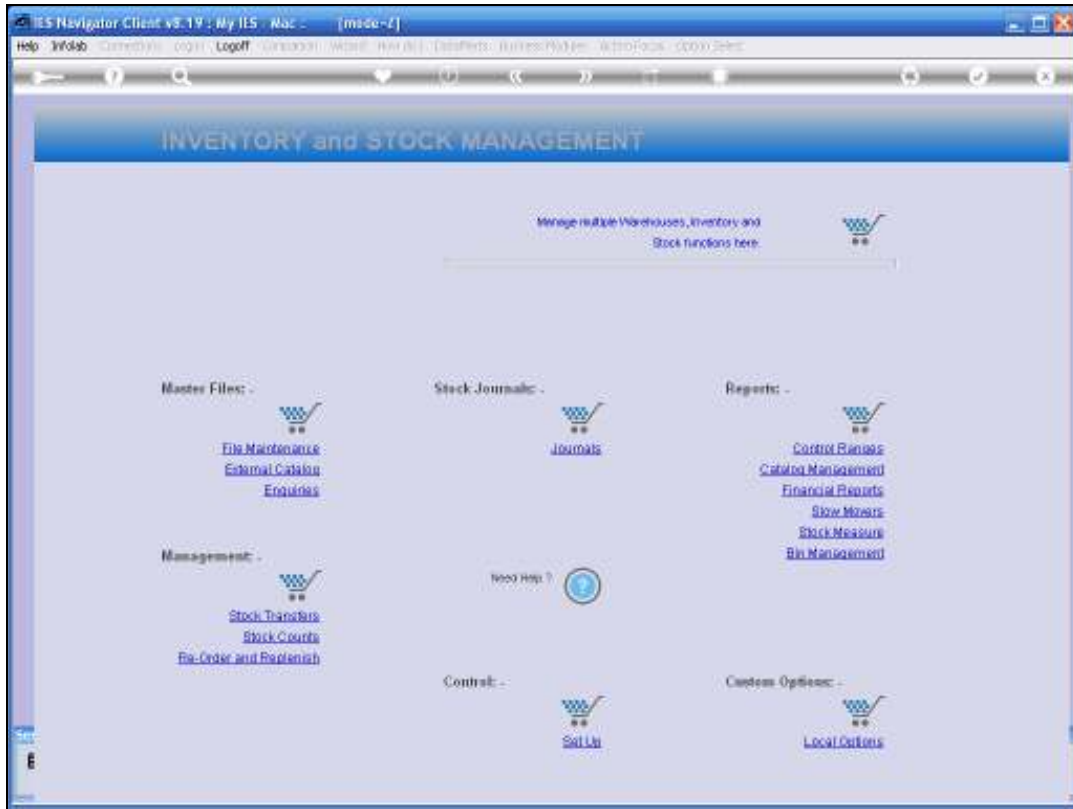 IES Navigator Client v8.19 : My IES - Mac - [mode-L]
Help Infolab Logoff Companion Wizard
INVENTORY and STOCK MANAGEMENT
Manage multiple Warehouses, Inventory and
Stock functions here.
Master Files: -
File Maintenance
External Catalog
Enquiries
Stock Journals: -
Journals
Reports: -
Control Ranges
Catalog Management
Financial Reports
Slow Movers
Stock Measure
Bin Management
Management: -
Stock Transfers
Stock Counts
Re-Order and Replenish
Need Help ?
Control: -
Set Up
Custom Options: -
Local Options